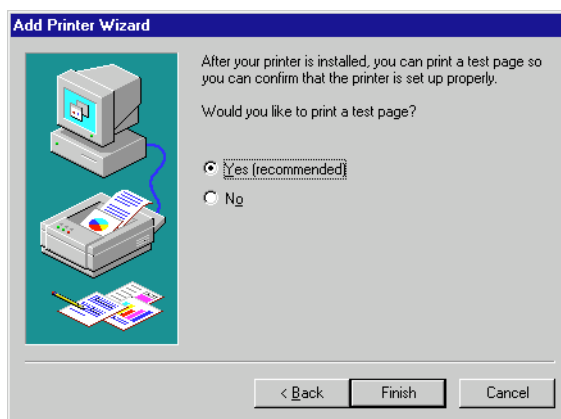 Add Printer Wizard
After your printer is installed, you can print a test page so
you can confirm that the printer is set up properly.
Would you like to print a test page?
Yes (recommended)
No
< Back
Finish
Cancel